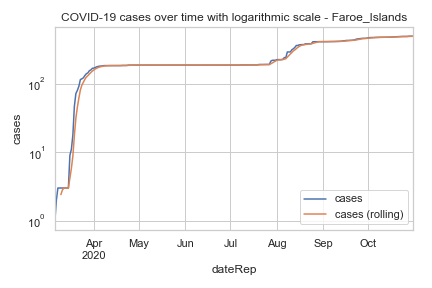 COVID-19 cases over time with logarithmic scale - Faroe_Islands
cases
10²
10¹
10⁰
Apr
2020
May
Jun
Jul
Aug
Sep
Oct
dateRep
cases
cases (rolling)